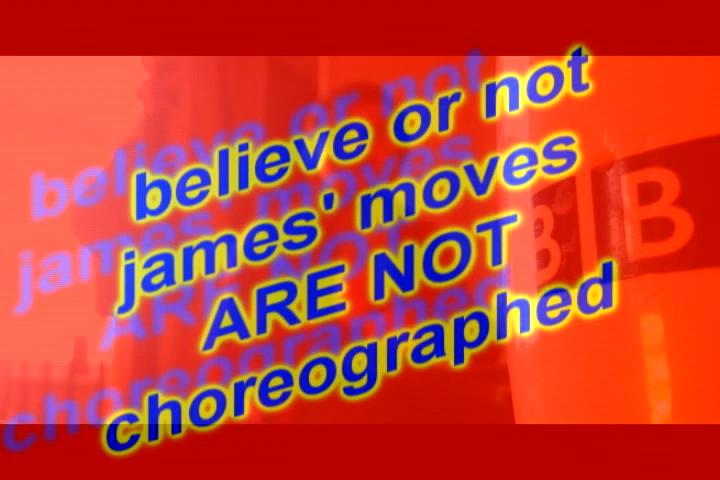 believe or not
james' moves
ARE NOT
choreographed
B B